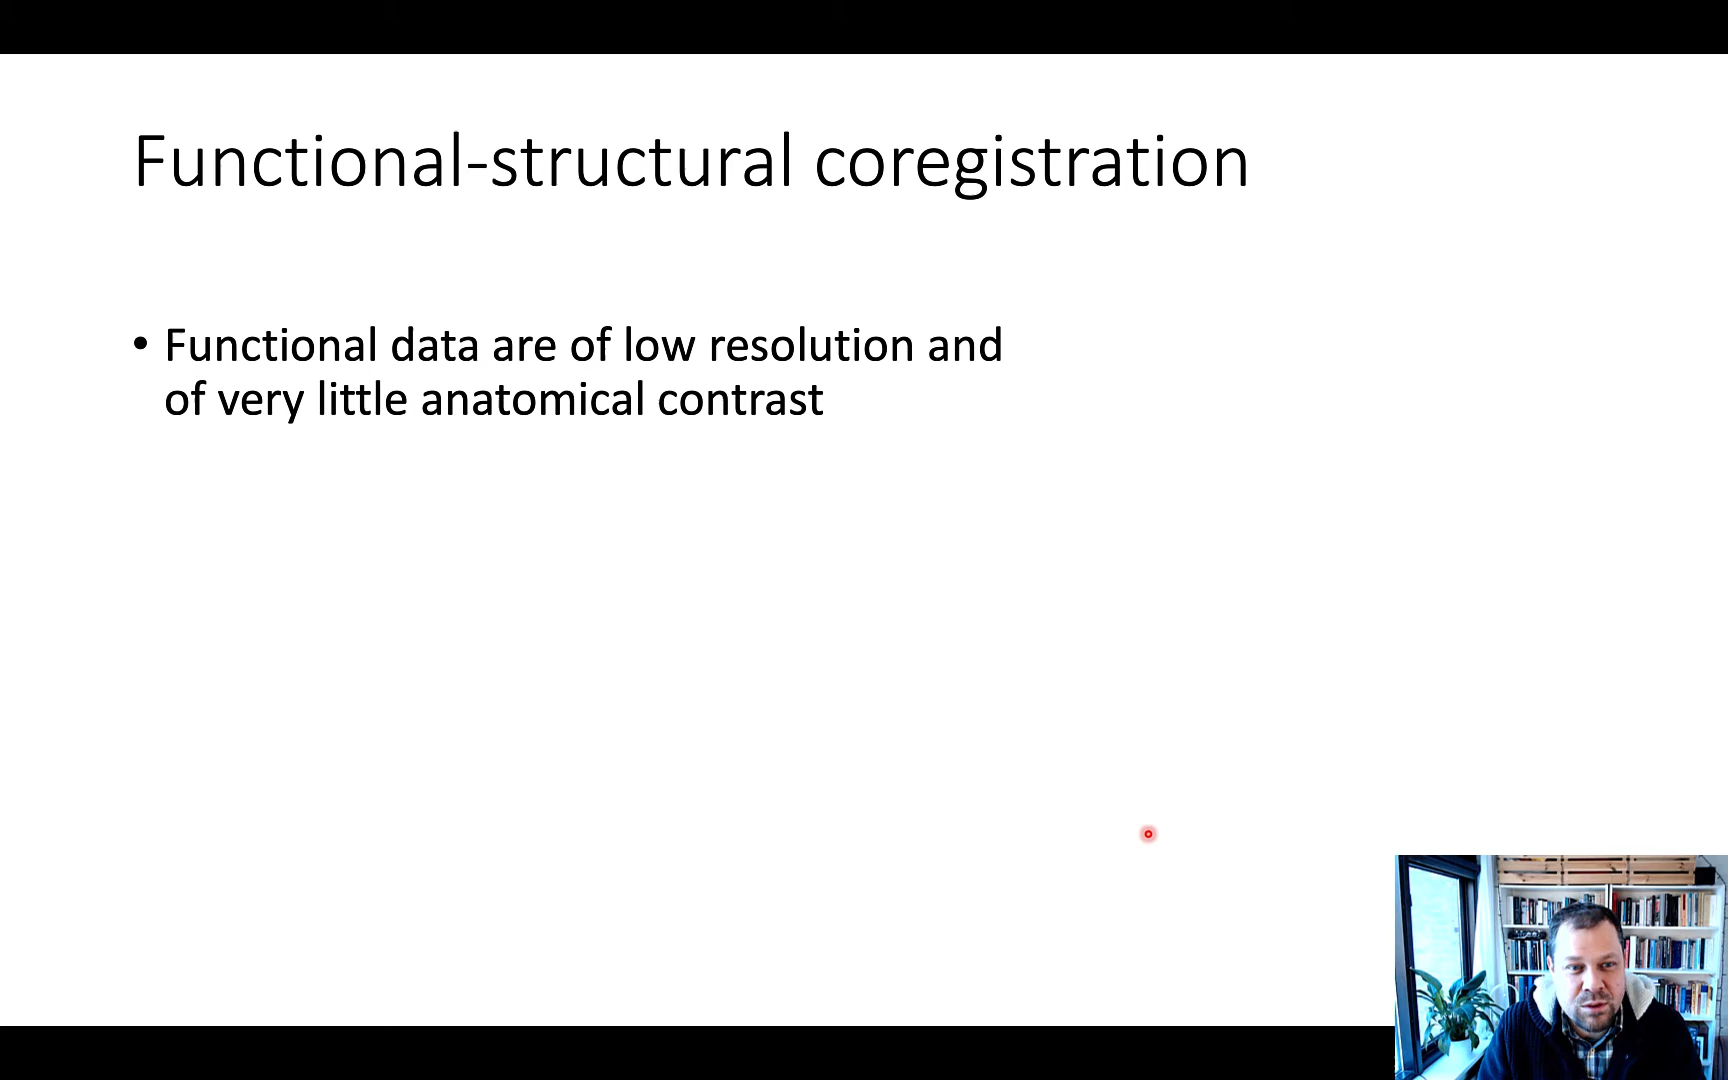 Functional-structural coregistration
• Functional data are of low resolution and
of very little anatomical contrast